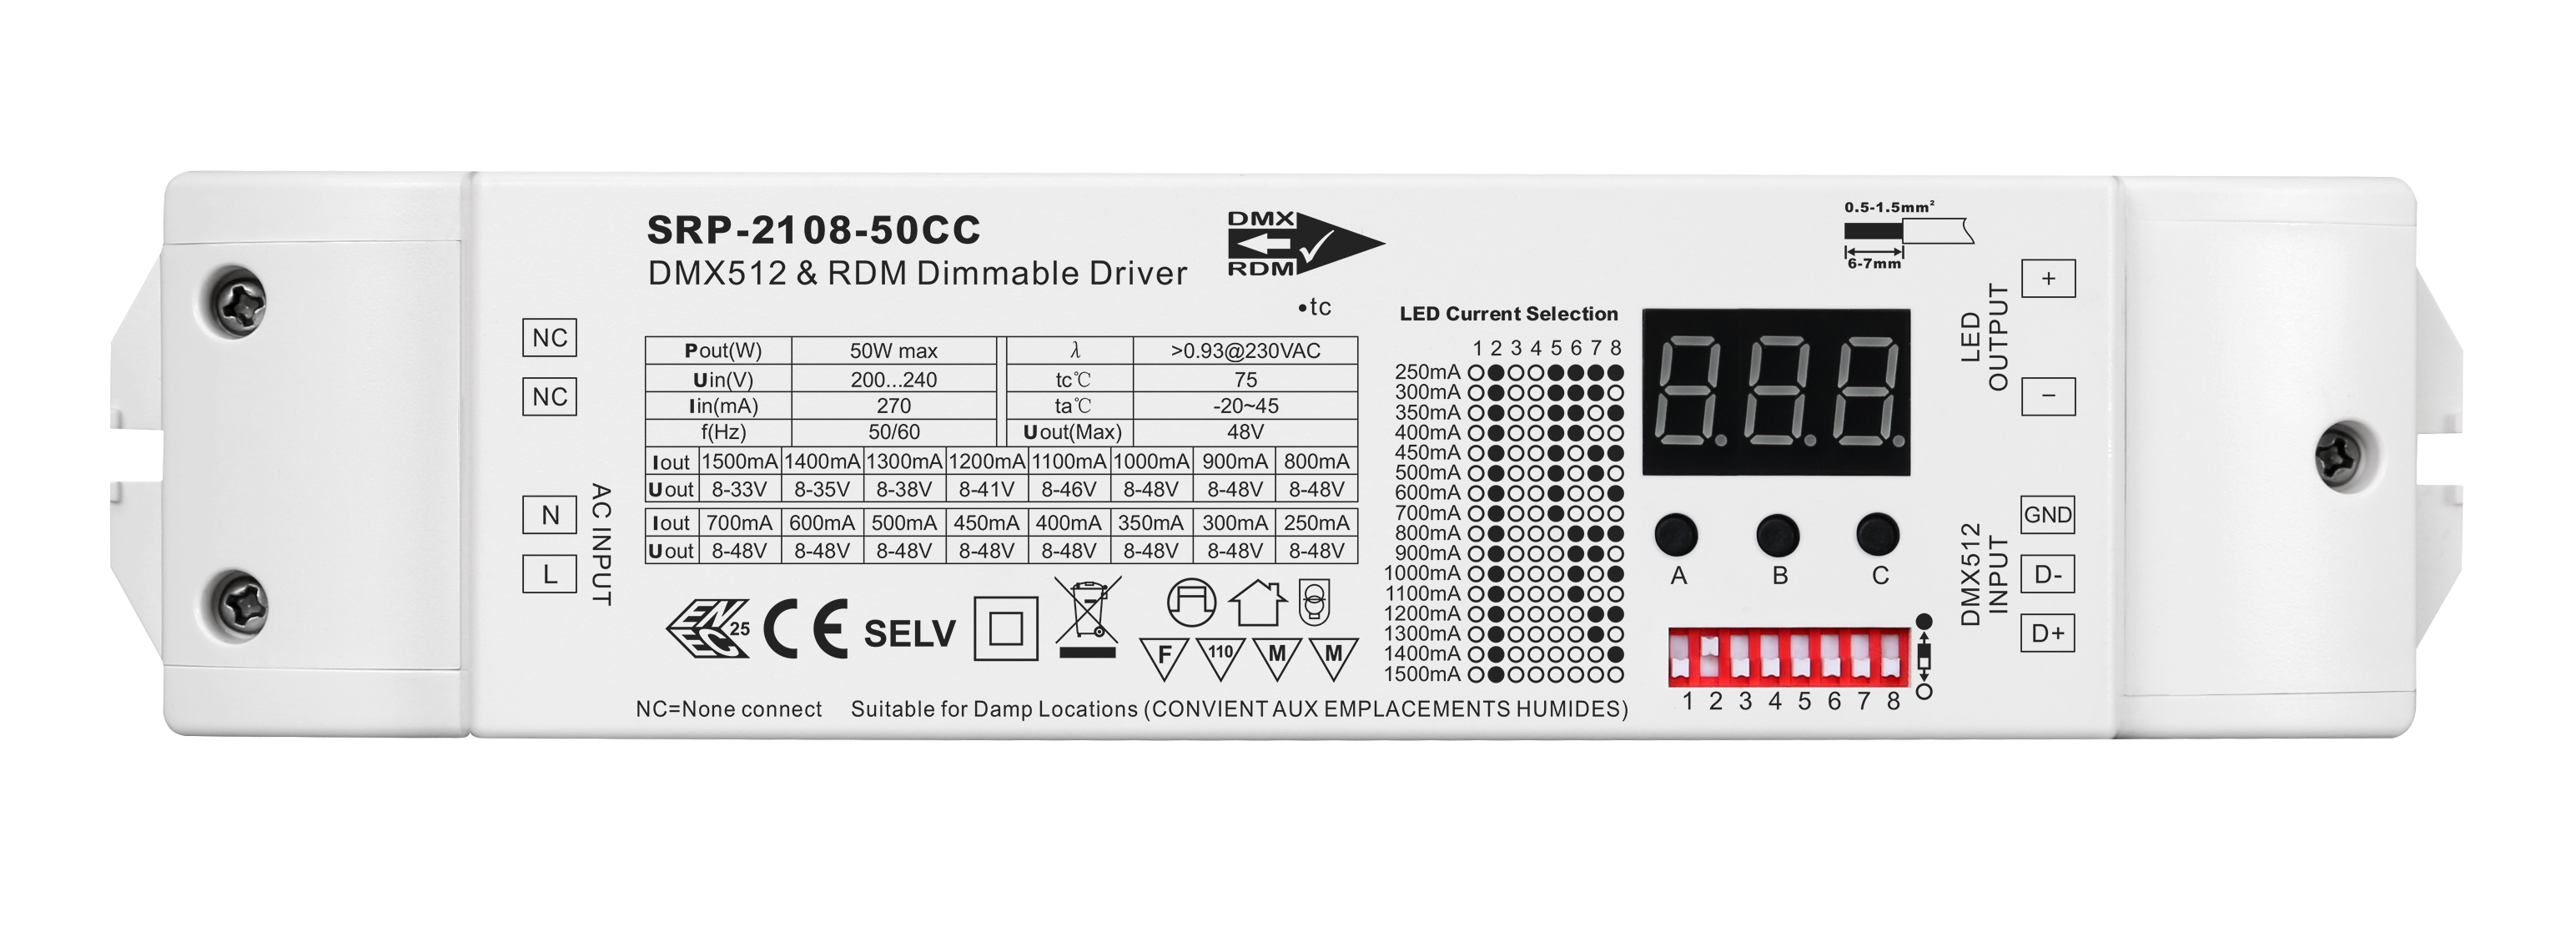 SRP-2108-50CC
DMX512 & RDM Dimmable Driver
DMX
RDM
•tc
0.5-1.5mm²
6-7mm
NC
NC
N
L
AC INPUT
Pout(W) 50W max λ >0.93@230VAC
Uin(V) 200...240 tc℃ 75
Iin(mA) 270 ta℃ -20~45
f(Hz) 50/60 Uout(Max) 48V
Iout 1500mA 1400mA 1300mA 1200mA 1100mA 1000mA 900mA 800mA
Uout 8-33V 8-35V 8-38V 8-41V 8-46V 8-48V 8-48V 8-48V
Iout 700mA 600mA 500mA 450mA 400mA 350mA 300mA 250mA
Uout 8-48V 8-48V 8-48V 8-48V 8-48V 8-48V 8-48V 8-48V
EN
EC
25
CE
SELV
F
110
M
M
NC=None connect Suitable for Damp Locations (CONVIENT AUX EMPLACEMENTS HUMIDES)
LED Current Selection
1 2 3 4 5 6 7 8
250mA
300mA
350mA
400mA
450mA
500mA
600mA
700mA
800mA
900mA
1000mA
1100mA
1200mA
1300mA
1400mA
1500mA
A B C
1 2 3 4 5 6 7 8
LED
OUTPUT
+
−
DMX512
INPUT
GND
D-
D+